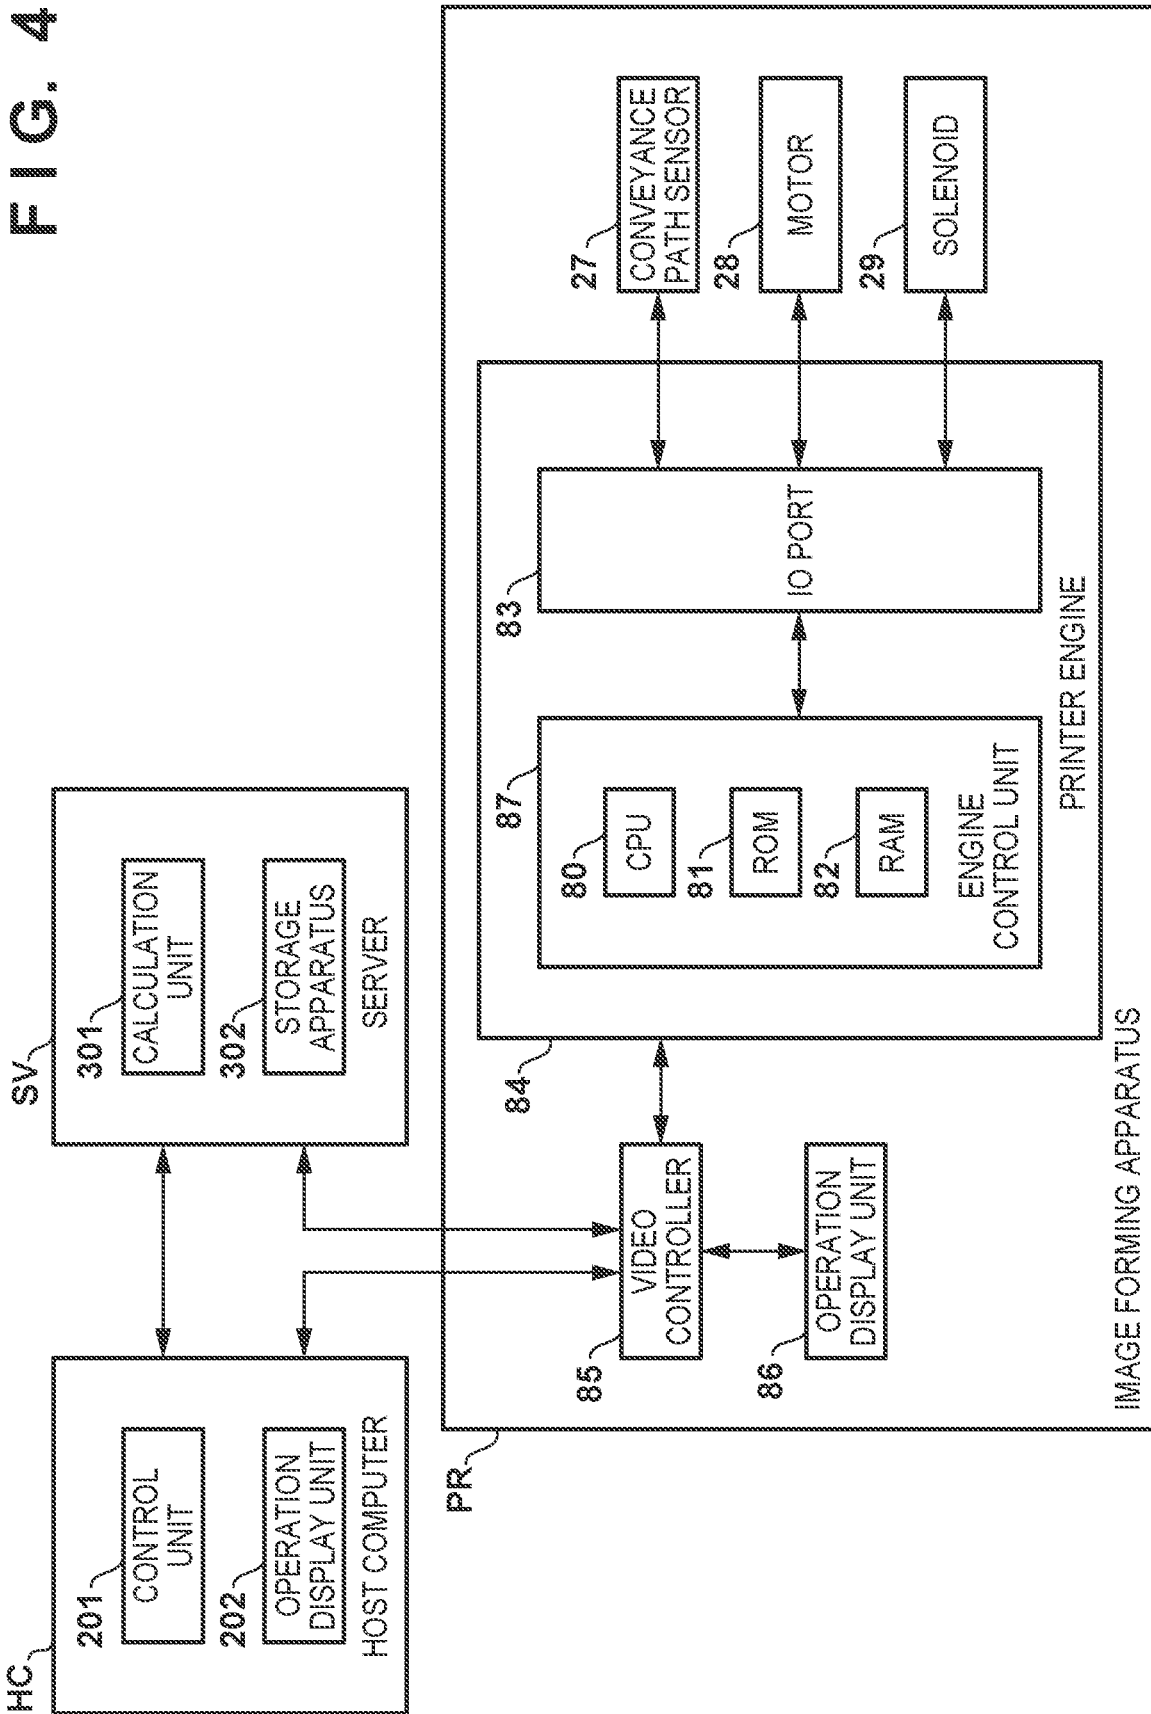 FIG. 4
HC
201
CONTROL
UNIT
202
OPERATION
DISPLAY UNIT
HOST COMPUTER
SV
301
CALCULATION
UNIT
302
STORAGE
APPARATUS
SERVER
PR
85
VIDEO
CONTROLLER
86
OPERATION
DISPLAY UNIT
84
87
80
CPU
81
ROM
82
RAM
ENGINE
CONTROL UNIT
83
IO PORT
PRINTER ENGINE
27
CONVEYANCE
PATH SENSOR
28
MOTOR
29
SOLENOID
IMAGE FORMING APPARATUS